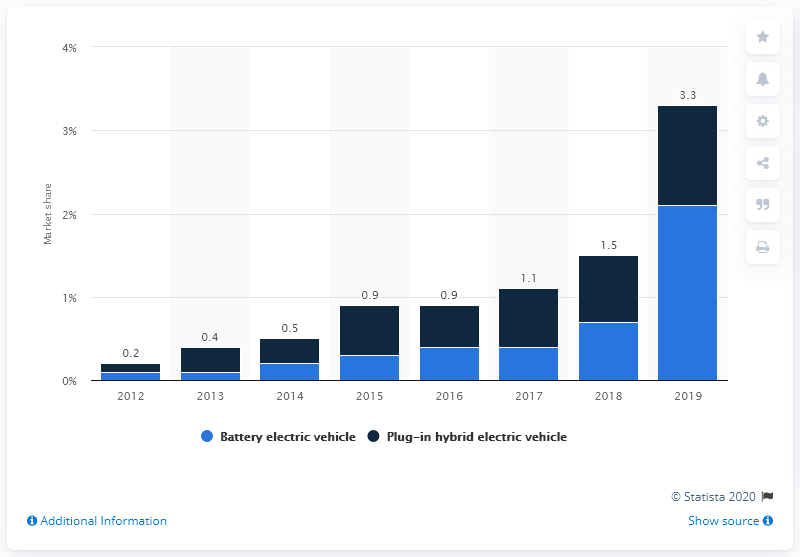 4%
3%
2%
1%
0%
Market share
0.2
0.4
0.5
0.9
0.9
1.1
1.5
3.3
2012 2013 2014 2015 2016 2017 2018 2019
Battery electric vehicle Plug-in hybrid electric vehicle
© Statista 2020
Additional Information Show source